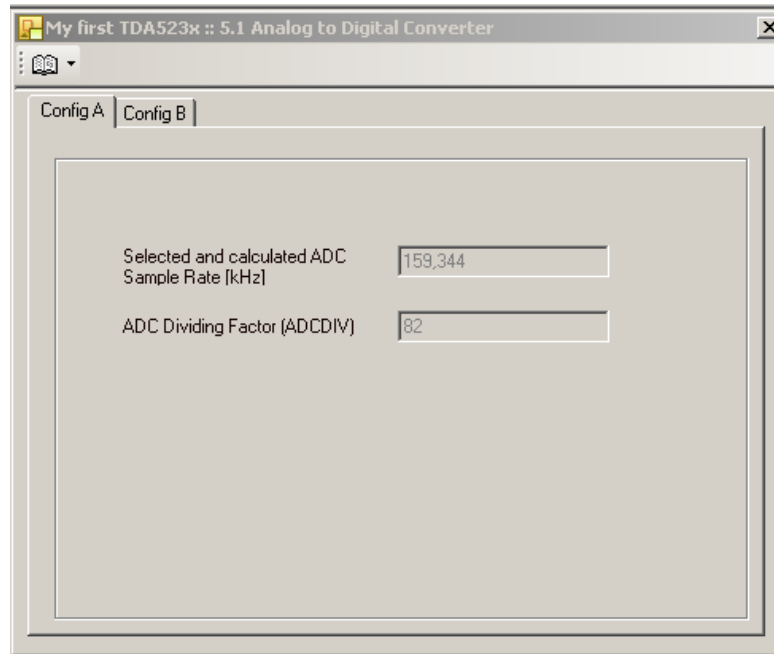 My first TDA523x :: 5.1 Analog to Digital Converter
Config A
Config B
Selected and calculated ADC
Sample Rate [kHz]
159,344
ADC Dividing Factor (ADCDIV)
82